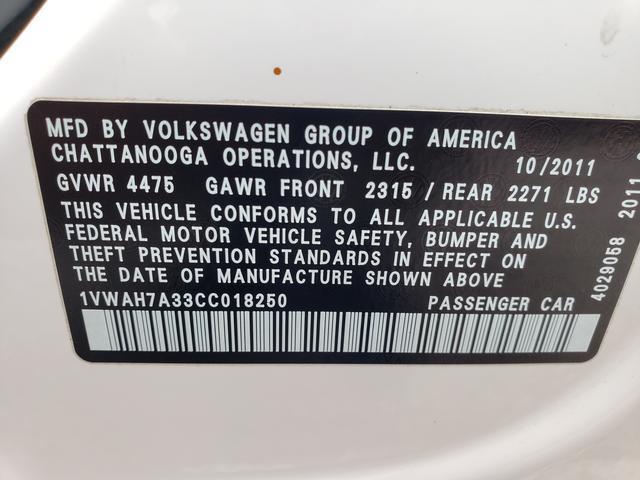 MFD BY VOLKSWAGEN GROUP OF AMERICA
CHATTANOOGA OPERATIONS, LLC. 10/2011
GVWR 4475 GAWR FRONT 2315 / REAR 2271 LBS
THIS VEHICLE CONFORMS TO ALL APPLICABLE U.S.
FEDERAL MOTOR VEHICLE SAFETY, BUMPER AND
THEFT PREVENTION STANDARDS IN EFFECT ON
THE DATE OF MANUFACTURE SHOWN ABOVE
1VWAH7A33CC018250 PASSENGER CAR
4029058 2011